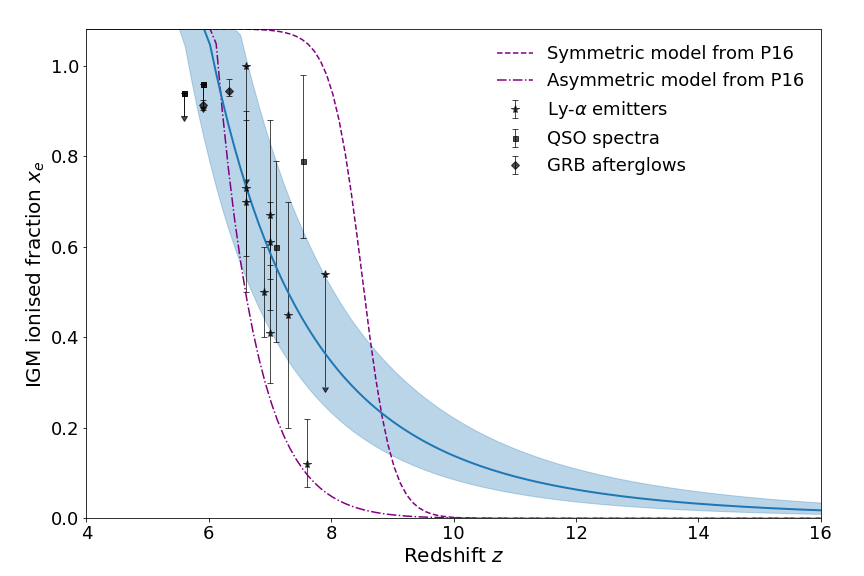 Symmetric model from P16
Asymmetric model from P16
Ly-α emitters
QSO spectra
GRB afterglows
IGM ionised fraction xₑ
1.0
0.8
0.6
0.4
0.2
0.0
4 6 8 10 12 14 16
Redshift z